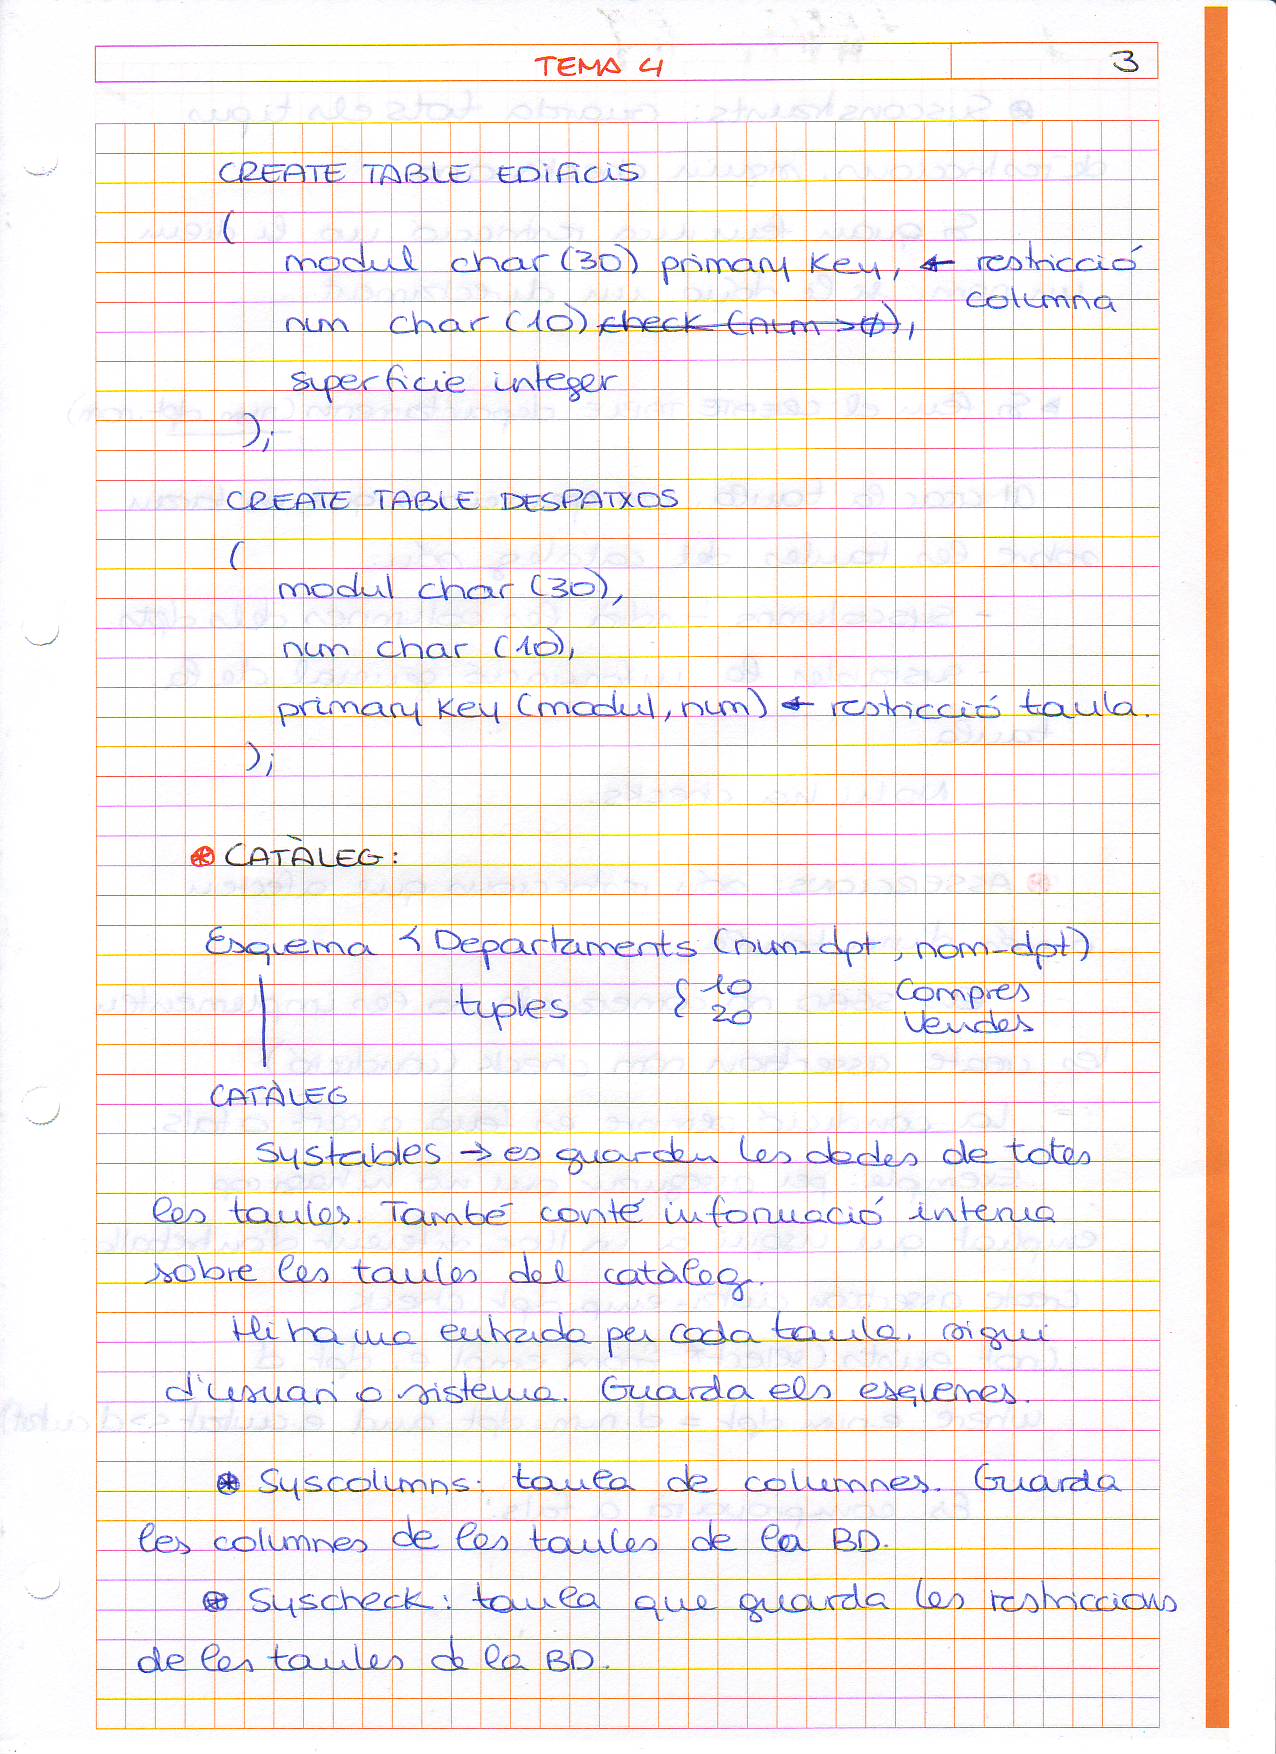 TEMA 4 3
CREATE TABLE EDIFICIS
(
modul char (30) primary key, ← restricció
columna
num char (10) check (num > 0),
superficie integer
);
CREATE TABLE DESPATXOS
(
modul char (30),
num char (10),
primary key (modul, num) ← restricció taula.
);
CATÀLEG:
Esquema { Departaments (num-dpt, nom-dpt)
tuples { 10 Compres
20 Vendes
CATÀLEG
Systables → es guarden les dades de totes
les taules. També conté informació interna
sobre les taules del catàleg.
Hi ha una entrada per cada taula, sigui
d'usuari o sistema. Guarda els esqemes.
Syscolumns: taula de columnes. Guarda
les columnes de les taules de la BD.
Syscheck: taula que guarda les restriccions
de les taules d la BD.